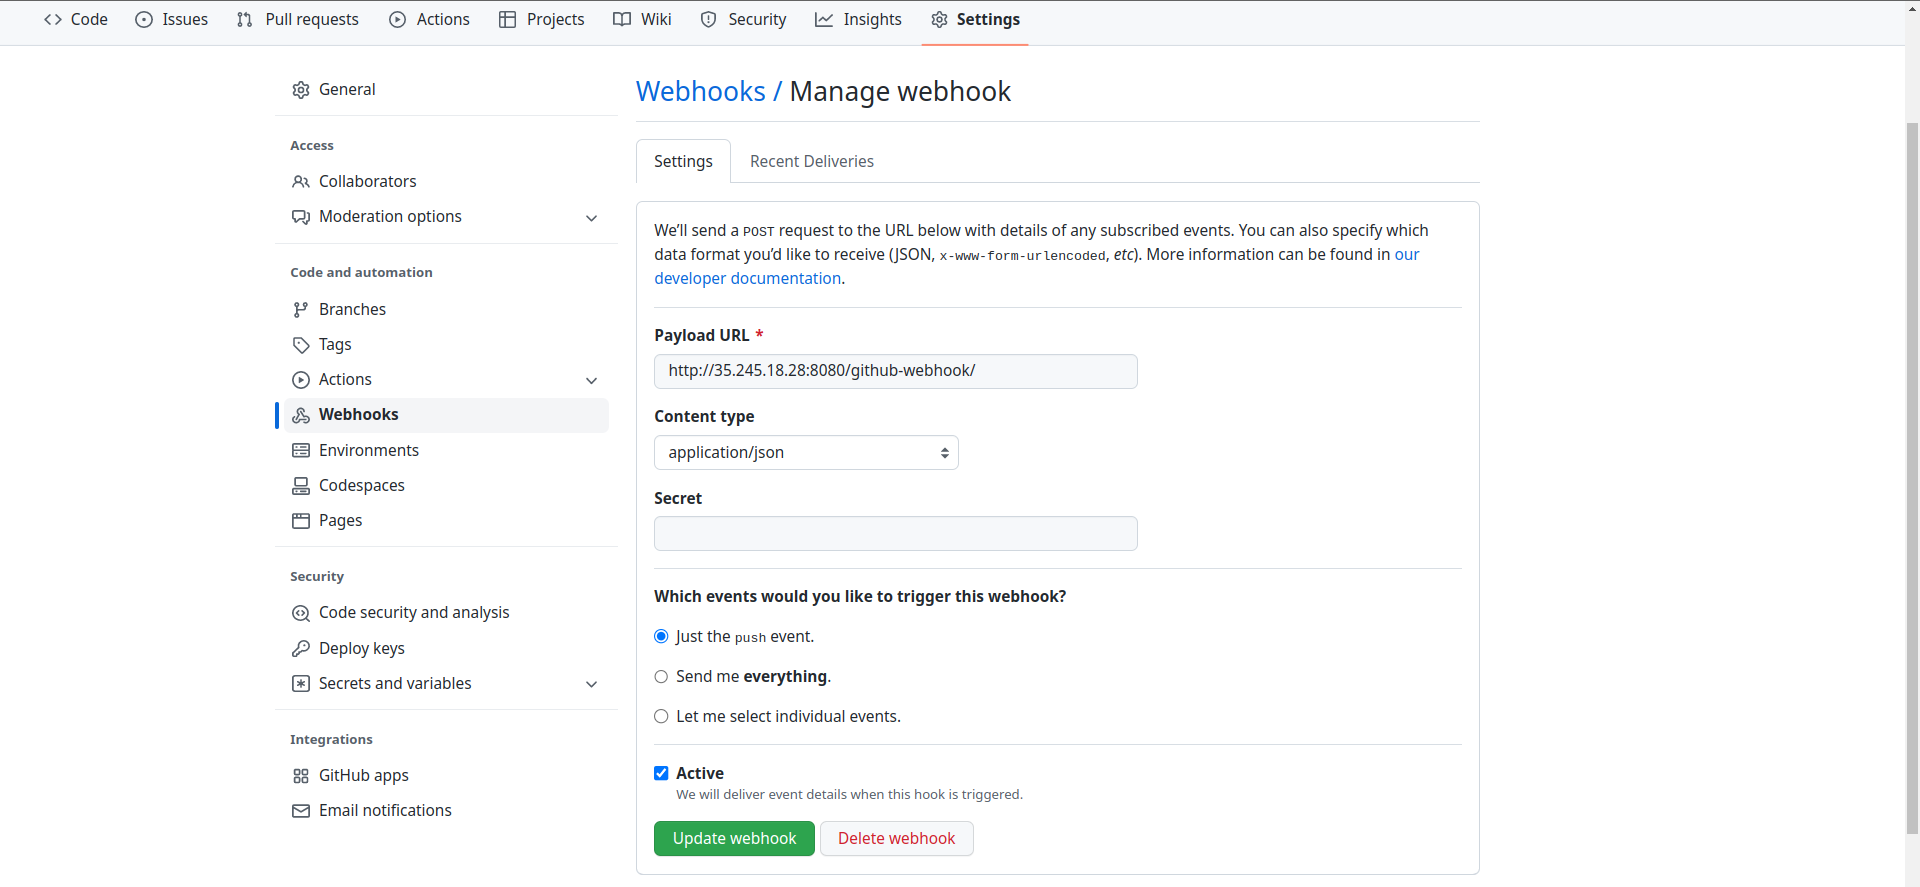 Code Issues Pull requests Actions Projects Wiki Security Insights Settings
General
Access
Collaborators
Moderation options
Code and automation
Branches
Tags
Actions
Webhooks
Environments
Codespaces
Pages
Security
Code security and analysis
Deploy keys
Secrets and variables
Integrations
GitHub apps
Email notifications
Webhooks / Manage webhook
Settings Recent Deliveries
We’ll send a POST request to the URL below with details of any subscribed events. You can also specify which
data format you’d like to receive (JSON, x-www-form-urlencoded, etc). More information can be found in our
developer documentation.
Payload URL *
http://35.245.18.28:8080/github-webhook/
Content type
application/json
Secret
Which events would you like to trigger this webhook?
Just the push event.
Send me everything.
Let me select individual events.
Active
We will deliver event details when this hook is triggered.
Update webhook Delete webhook